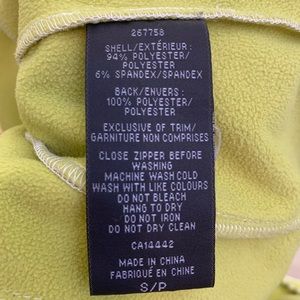 267758
SHELL/EXTÉRIEUR:
94% POLYESTER/
POLYESTER
6% SPANDEX/SPANDEX
BACK/ENVERS:
100% POLYESTER/
POLYESTER
EXCLUSIVE OF TRIM/
GARNITURE NON COMPRISES
CLOSE ZIPPER BEFORE
WASHING
MACHINE WASH COLD
WASH WITH LIKE COLOURS
DO NOT BLEACH
HANG TO DRY
DO NOT IRON
DO NOT DRY CLEAN
CA14442
MADE IN CHINA
FABRIQUÉ EN CHINE
S/P